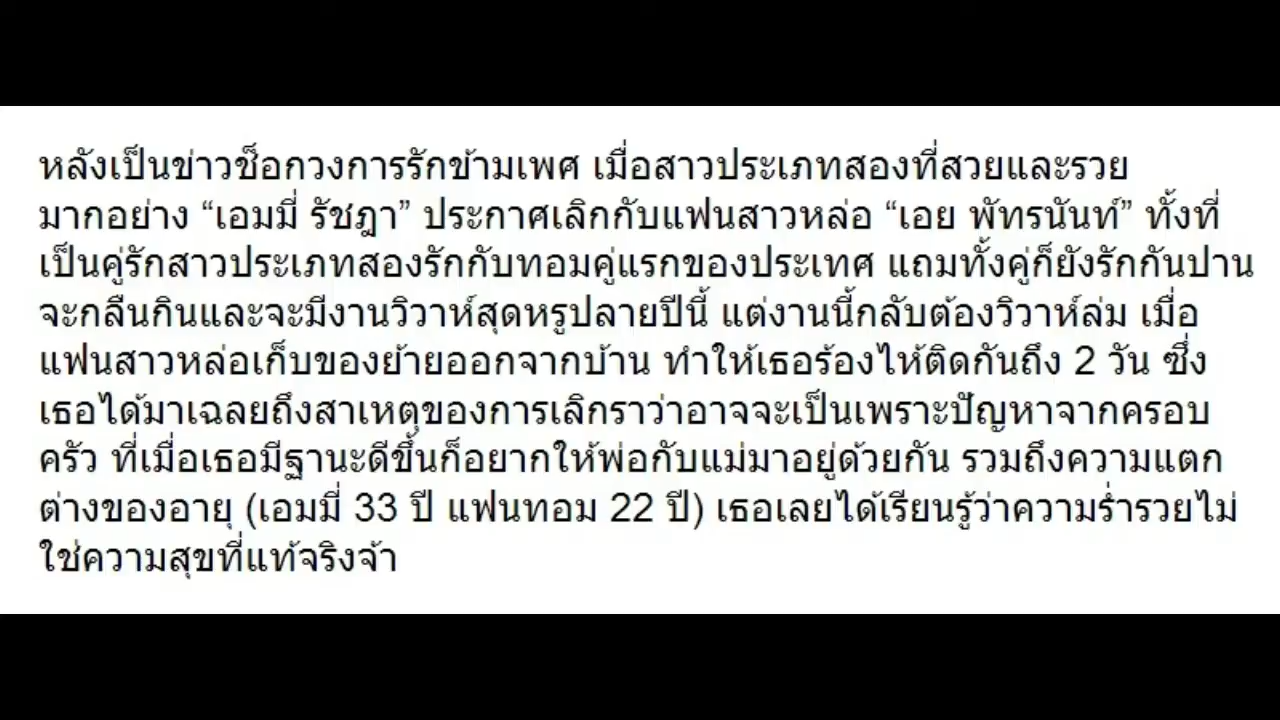 หลังเป็นข่าวช็อกวงการรักข้ามเพศ เมื่อสาวประเภทสองที่สวยและรวย
มากอย่าง “เอมมี่ รัชฎา” ประกาศเลิกกับแฟนสาวหล่อ “เอย พัทรนันท์” ทั้งที่
เป็นคู่รักสาวประเภทสองรักกับทอมคู่แรกของประเทศ แถมทั้งคู่ก็ยังรักกันปาน
จะกลืนกินและจะมีงานวิวาห์สุดหรูปลายปีนี้ แต่งานนี้กลับต้องวิวาห์ล่ม เมื่อ
แฟนสาวหล่อเก็บของย้ายออกจากบ้าน ทำให้เธอร้องไห้ติดกันถึง 2 วัน ซึ่ง
เธอได้มาเฉลยถึงสาเหตุของการเลิกราว่าอาจจะเป็นเพราะปัญหาจากครอบ
ครัว ที่เมื่อเธอมีฐานะดีขึ้นก็อยากให้พ่อกับแม่มาอยู่ด้วยกัน รวมถึงความแตก
ต่างของอายุ (เอมมี่ 33 ปี แฟนทอม 22 ปี) เธอเลยได้เรียนรู้ว่าความร่ำรวยไม่
ใช่ความสุขที่แท้จริงจ้า